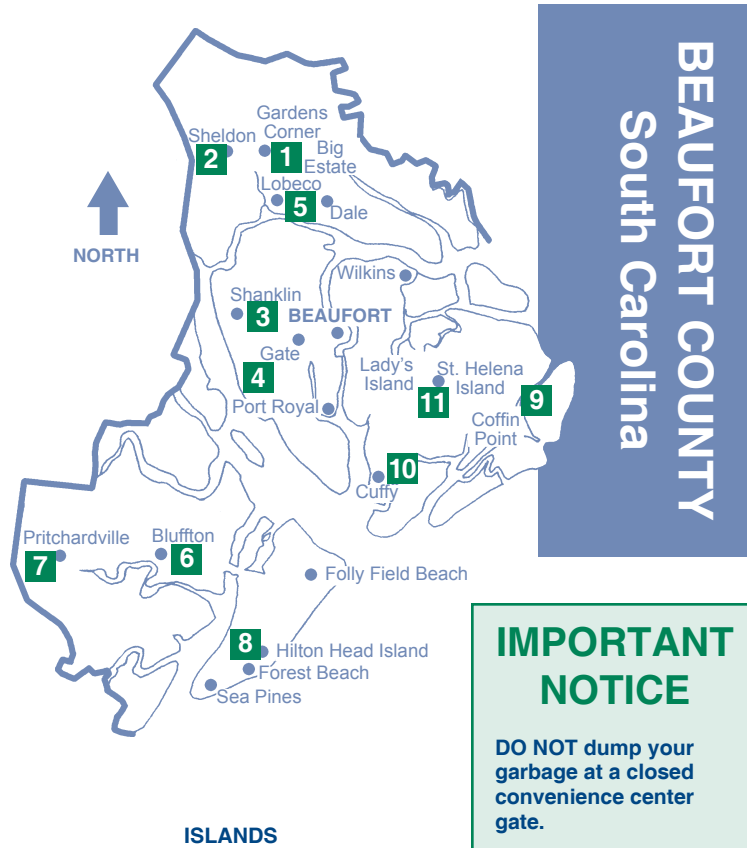 BEAUFORT COUNTY
South Carolina
Gardens
Corner
Sheldon
2
1
Big
Estate
Lobeco
5
Dale
NORTH
Wilkins
Shanklin
3
BEAUFORT
Gate
4
Lady's
Island
St. Helena
Island
11
9
Port Royal
Coffin
Point
10
Cuffy
Pritchardville
7
Bluffton
6
Folly Field Beach
8
Hilton Head Island
Forest Beach
Sea Pines
IMPORTANT
NOTICE
DO NOT dump your
garbage at a closed
convenience center
gate.
ISLANDS